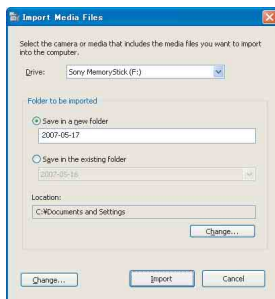 Import Media Files
Select the camera or media that includes the media files you want to import
into the computer.
Drive: Sony MemoryStick (F:)
Folder to be imported
Save in a new folder
2007-05-17
Save in the existing folder
2007-05-16
Location:
C:¥Documents and Settings
Change...
Change... Import Cancel